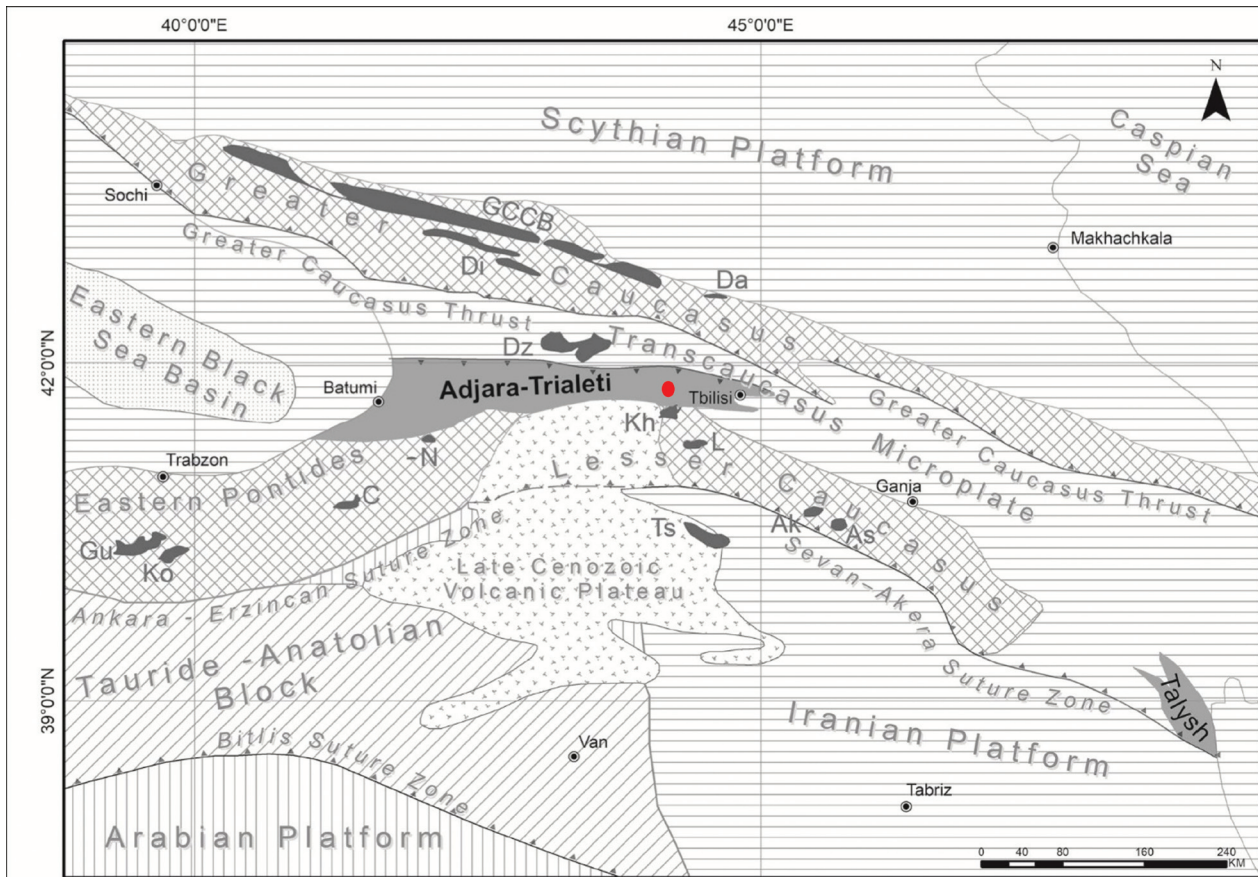 40°0'0"E
45°0'0"E
N
Scythian Platform
Caspian
Sea
Sochi
Greater
Caucasus
GCCB
Makhachkala
Di
Da
Greater Caucasus Thrust
Eastern Black
Sea Basin
Dz
Transcaucasus
Microplate
42°0'0"N
Batumi
Adjara-Trialeti
Tbilisi
Greater Caucasus Thrust
Kh
L
N
Trabzon
Eastern Pontides
C
Lesser
Caucasus
Ganja
Ak
As
Gu
Ko
Ts
Late Cenozoic
Volcanic Plateau
Ankara - Erzincan Suture Zone
Sevan–Akera Suture Zone
Tauride -Anatolian
Block
39°0'0"N
Talysh
Iranian Platform
Bitlis Suture Zone
Van
Tabriz
Arabian Platform
0 40 80 160 240
KM